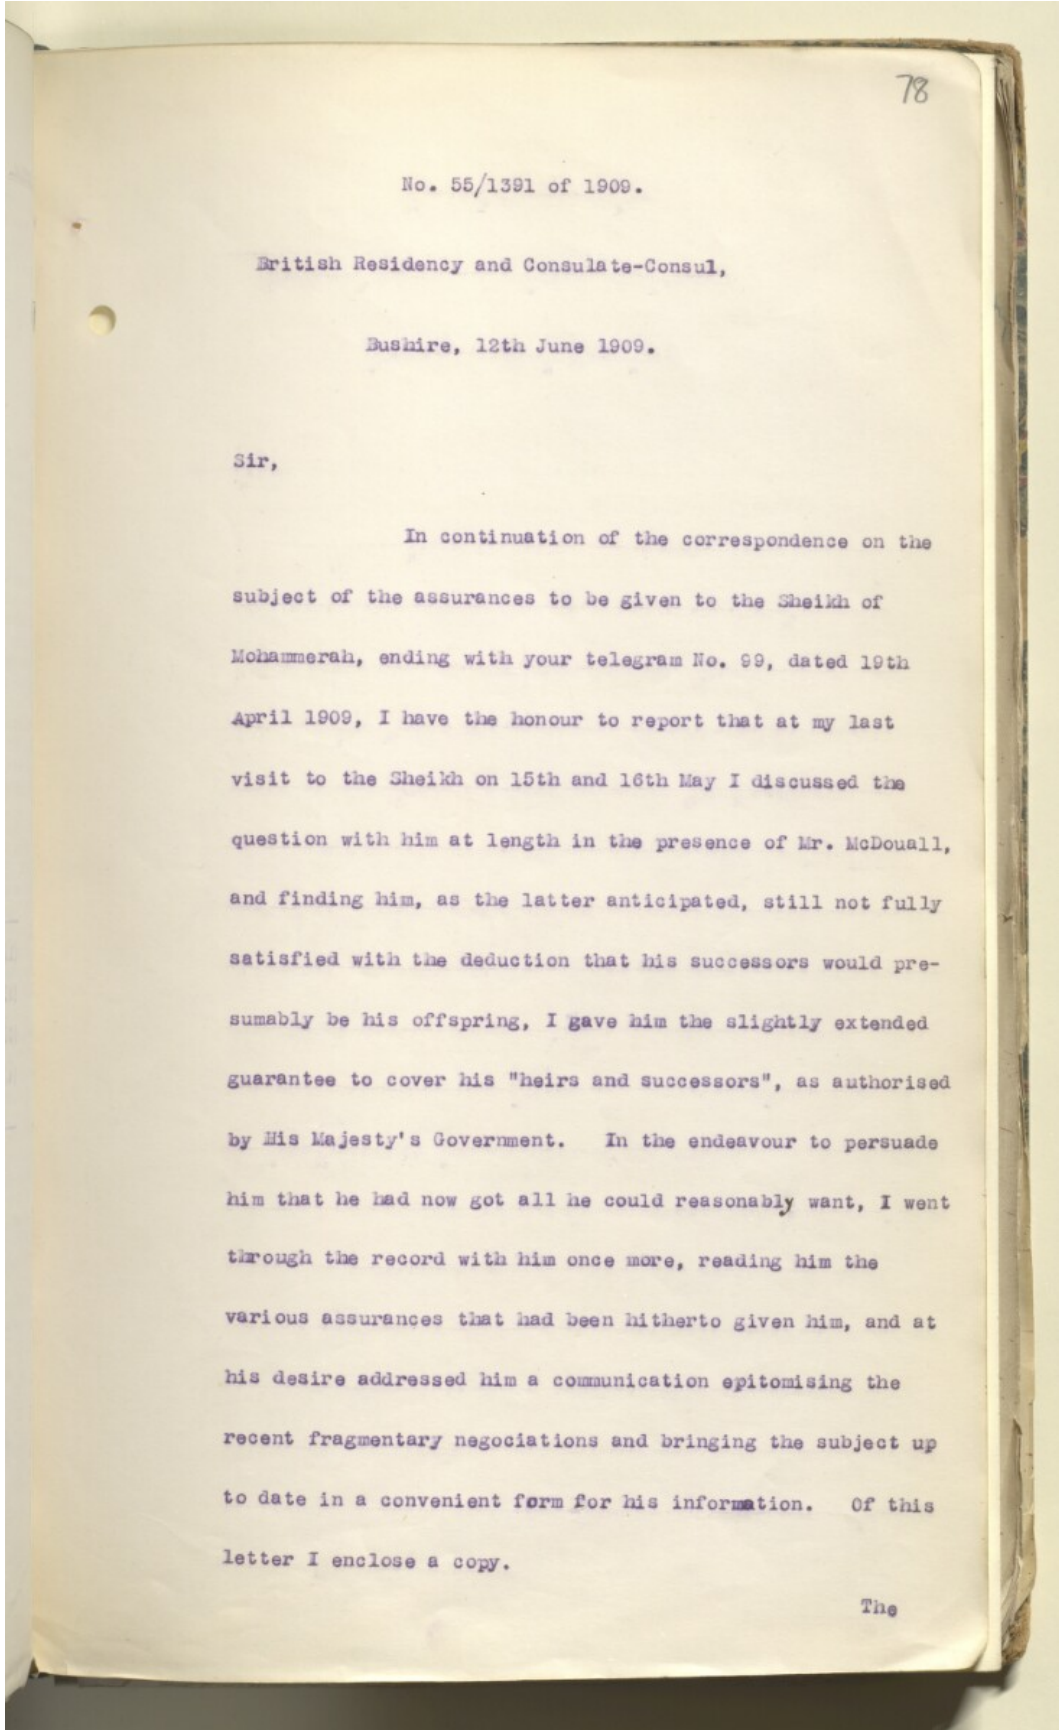 78
No. 55/1391 of 1909.
British Residency and Consulate-Consul,
Bushire, 12th June 1909.
Sir,
In continuation of the correspondence on the
subject of the assurances to be given to the Sheikh of
Mohammerah, ending with your telegram No. 99, dated 19th
April 1909, I have the honour to report that at my last
visit to the Sheikh on 15th and 16th May I discussed the
question with him at length in the presence of Mr. McDouall,
and finding him, as the latter anticipated, still not fully
satisfied with the deduction that his successors would pre-
sumably be his offspring, I gave him the slightly extended
guarantee to cover his "heirs and successors", as authorised
by His Majesty's Government. In the endeavour to persuade
him that he had now got all he could reasonably want, I went
through the record with him once more, reading him the
various assurances that had been hitherto given him, and at
his desire addressed him a communication epitomising the
recent fragmentary negociations and bringing the subject up
to date in a convenient form for his information. Of this
letter I enclose a copy.
The